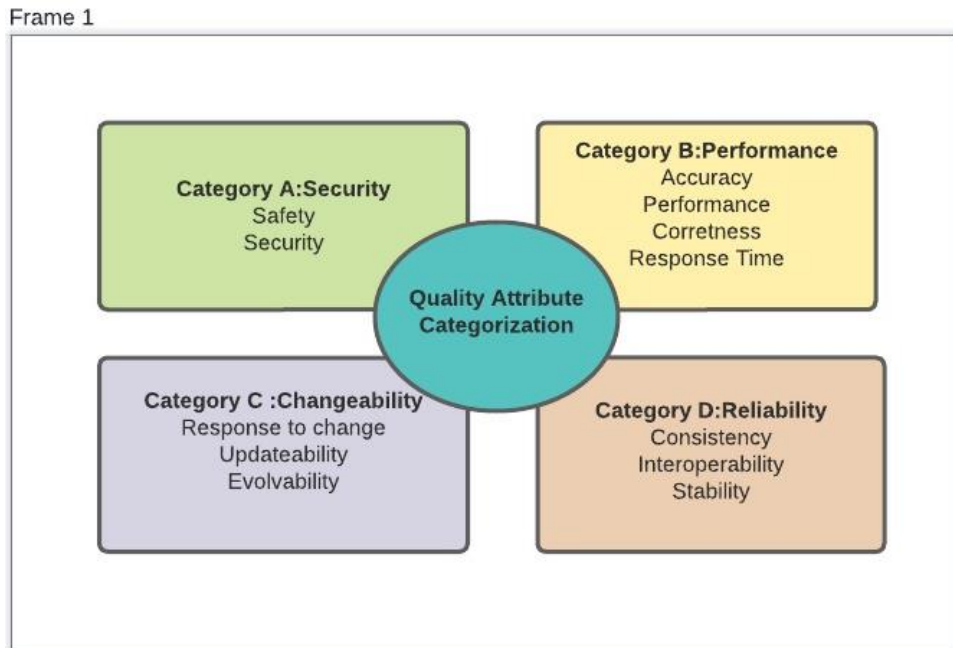 Frame 1
Category A:Security
Safety
Security
Category B:Performance
Accuracy
Performance
Corretness
Response Time
Quality Attribute
Categorization
Category C :Changeability
Response to change
Updateability
Evolvability
Category D:Reliability
Consistency
Interoperability
Stability